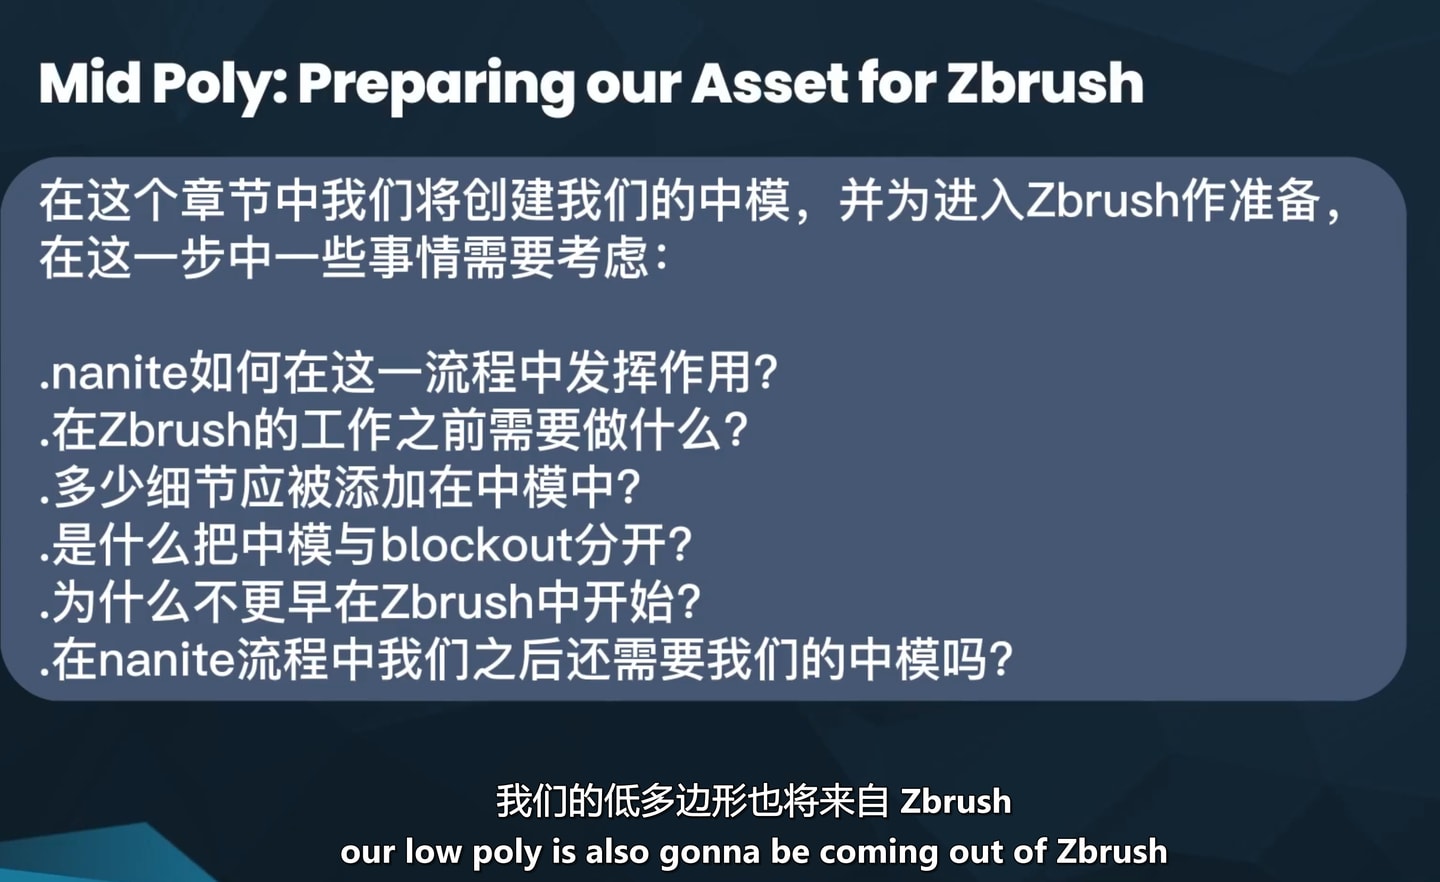 Mid Poly: Preparing our Asset for Zbrush
在这个章节中我们将创建我们的中模，并为进入Zbrush作准备，
在这一步中一些事情需要考虑：
.nanite如何在这一流程中发挥作用？
.在Zbrush的工作之前需要做什么？
.多少细节应被添加在中模中？
.是什么把中模与blockout分开？
.为什么不更早在Zbrush中开始？
.在nanite流程中我们之后还需要我们的中模吗？
我们的低多边形也将来自 Zbrush
our low poly is also gonna be coming out of Zbrush